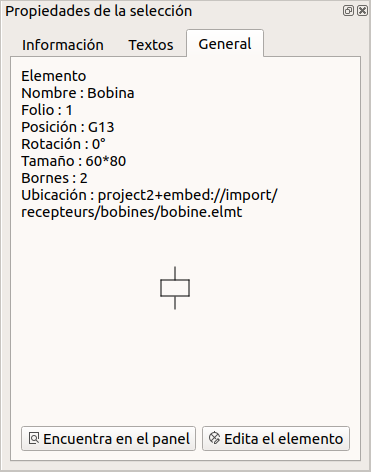 Propiedades de la selección
Información
Textos
General
Elemento
Nombre : Bobina
Folio : 1
Posición : G13
Rotación : 0°
Tamaño : 60*80
Bornes : 2
Ubicación : project2+embed://import/
recepteurs/bobines/bobine.elmt
Encuentra en el panel
Edita el elemento